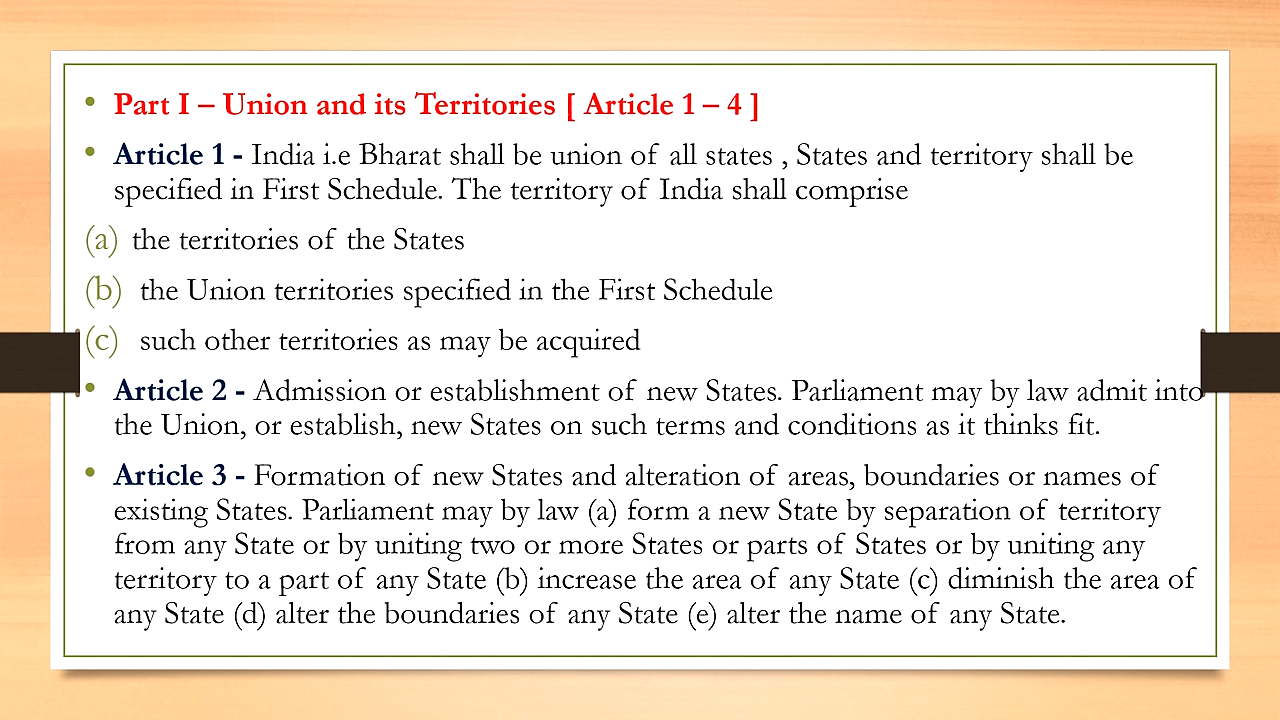 • Part I – Union and its Territories [ Article 1 – 4 ]
• Article 1 - India i.e Bharat shall be union of all states , States and territory shall be
specified in First Schedule. The territory of India shall comprise
(a) the territories of the States
(b) the Union territories specified in the First Schedule
(c) such other territories as may be acquired
• Article 2 - Admission or establishment of new States. Parliament may by law admit into
the Union, or establish, new States on such terms and conditions as it thinks fit.
• Article 3 - Formation of new States and alteration of areas, boundaries or names of
existing States. Parliament may by law (a) form a new State by separation of territory
from any State or by uniting two or more States or parts of States or by uniting any
territory to a part of any State (b) increase the area of any State (c) diminish the area of
any State (d) alter the boundaries of any State (e) alter the name of any State.